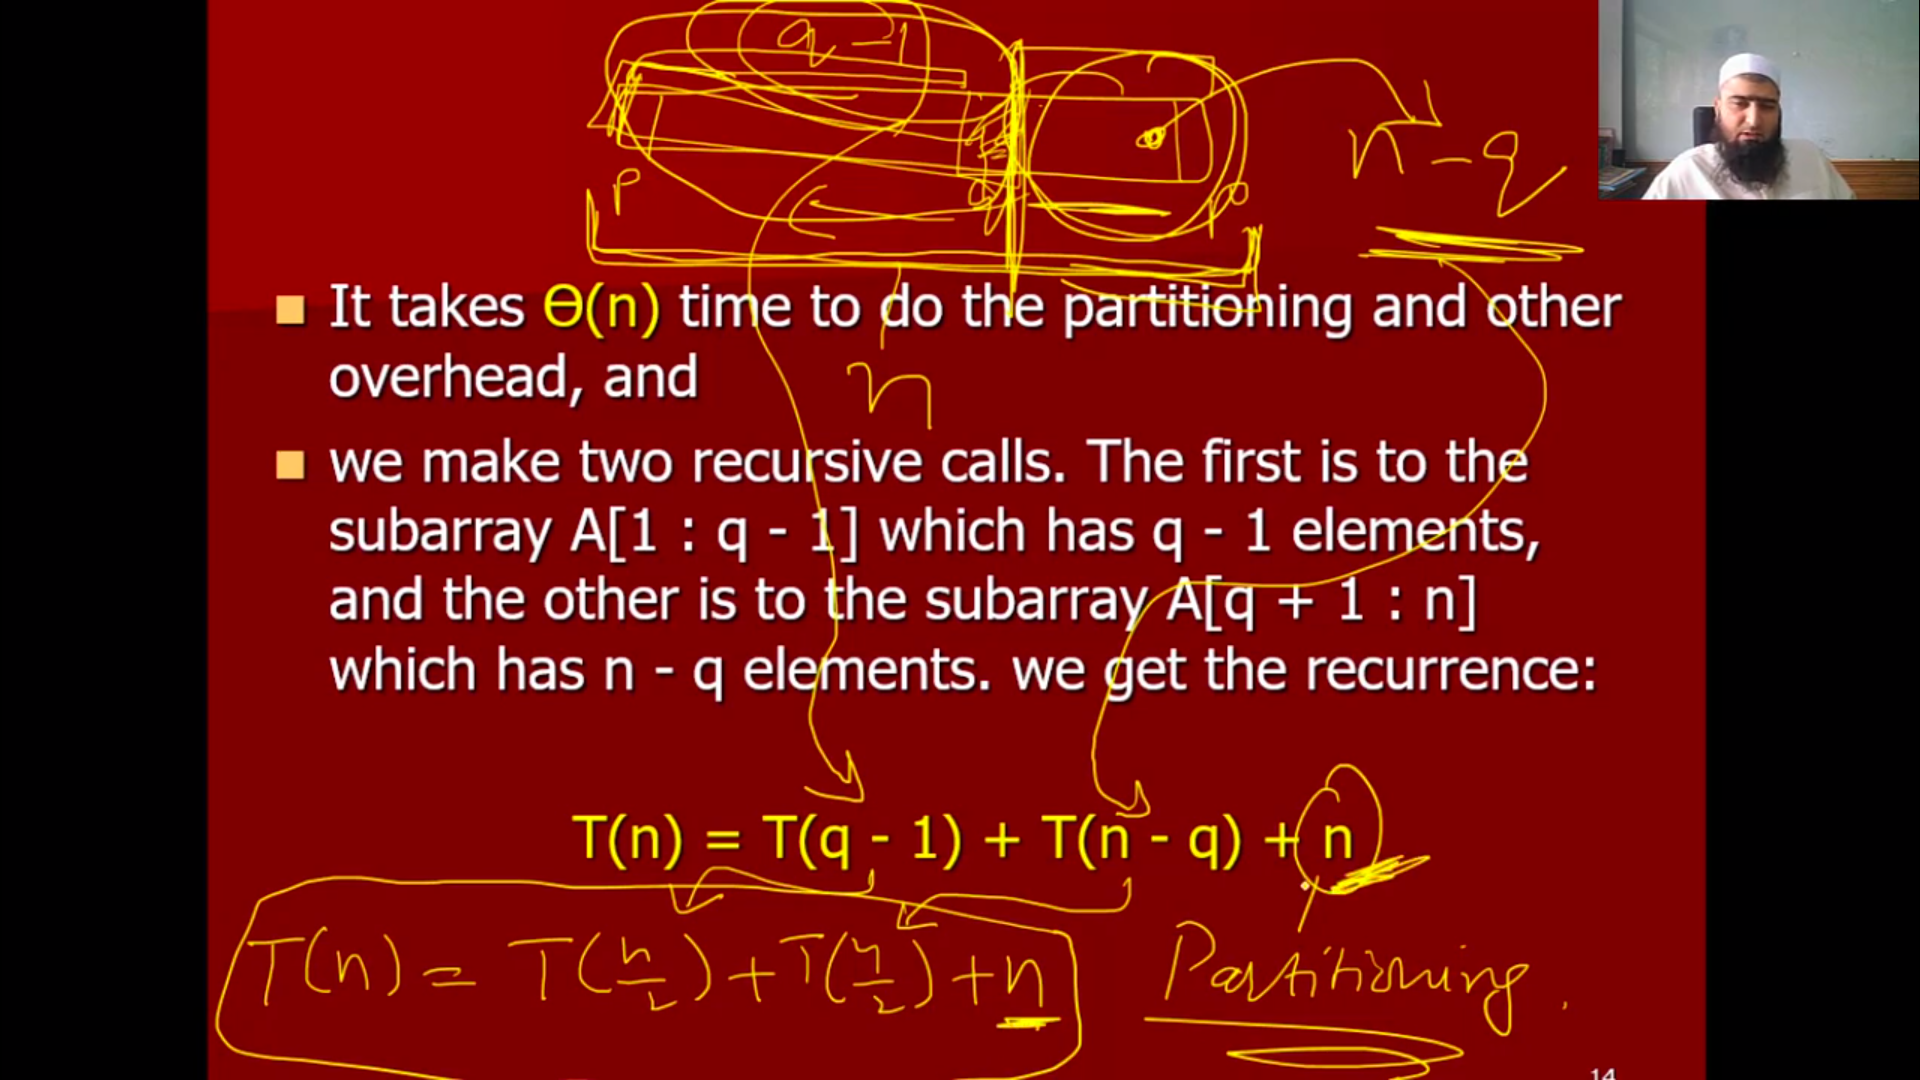 q-1
n-q
P
q
■ It takes Θ(n) time to do the partitioning and other
overhead, and
n
■ we make two recursive calls. The first is to the
subarray A[1 : q - 1] which has q - 1 elements,
and the other is to the subarray A[q + 1 : n]
which has n - q elements. we get the recurrence:
T(n) = T(q - 1) + T(n - q) + n
T(n) = T(n/2) + T(n/2) + n
Partitioning.
14